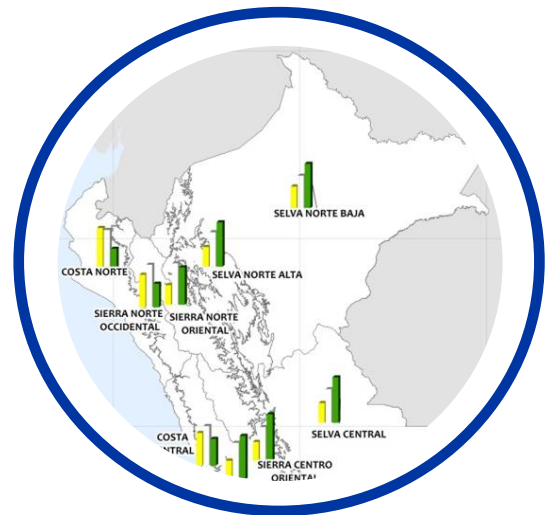 SELVA NORTE BAJA
COSTA NORTE
SELVA NORTE ALTA
SIERRA NORTE
OCCIDENTAL
SIERRA NORTE
ORIENTAL
SELVA CENTRAL
COSTA
NTRAL
SIERRA CENTRO
ORIENTAL